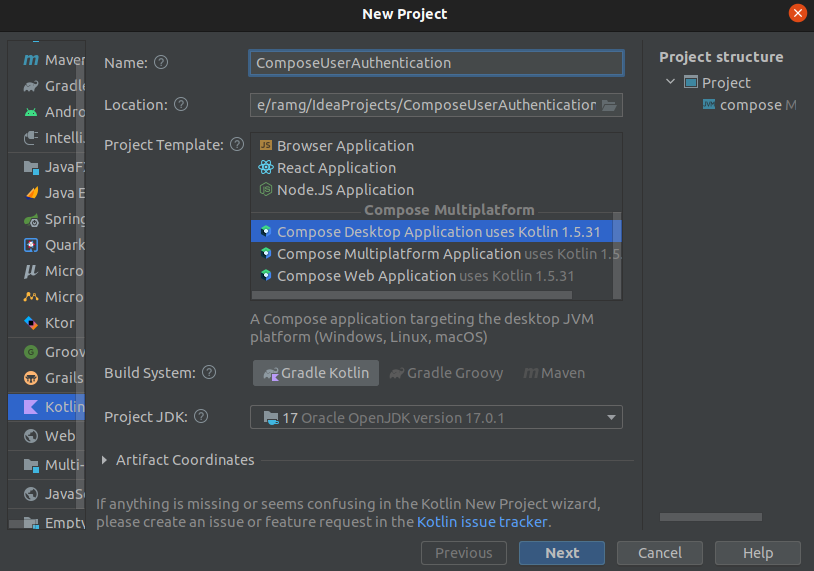 New Project
Maven
Gradle
Andro
Intelli
JavaF
Java E
Spring
Quark
Micro
Micro
Ktor
Groov
Grails
Kotlin
Web
Multi-
JavaSc
Empty
Name:
ComposeUserAuthentication
Location:
e/ramg/IdeaProjects/ComposeUserAuthentication
Project Template:
Browser Application
React Application
Node.JS Application
Compose Multiplatform
Compose Desktop Application uses Kotlin 1.5.31
Compose Multiplatform Application uses Kotlin 1.5.
Compose Web Application uses Kotlin 1.5.31
A Compose application targeting the desktop JVM
platform (Windows, Linux, macOS)
Build System:
Gradle Kotlin
Gradle Groovy
Maven
Project JDK:
17 Oracle OpenJDK version 17.0.1
Artifact Coordinates
If anything is missing or seems confusing in the Kotlin New Project wizard,
please create an issue or feature request in the Kotlin issue tracker.
Project structure
Project
compose M
Previous
Next
Cancel
Help